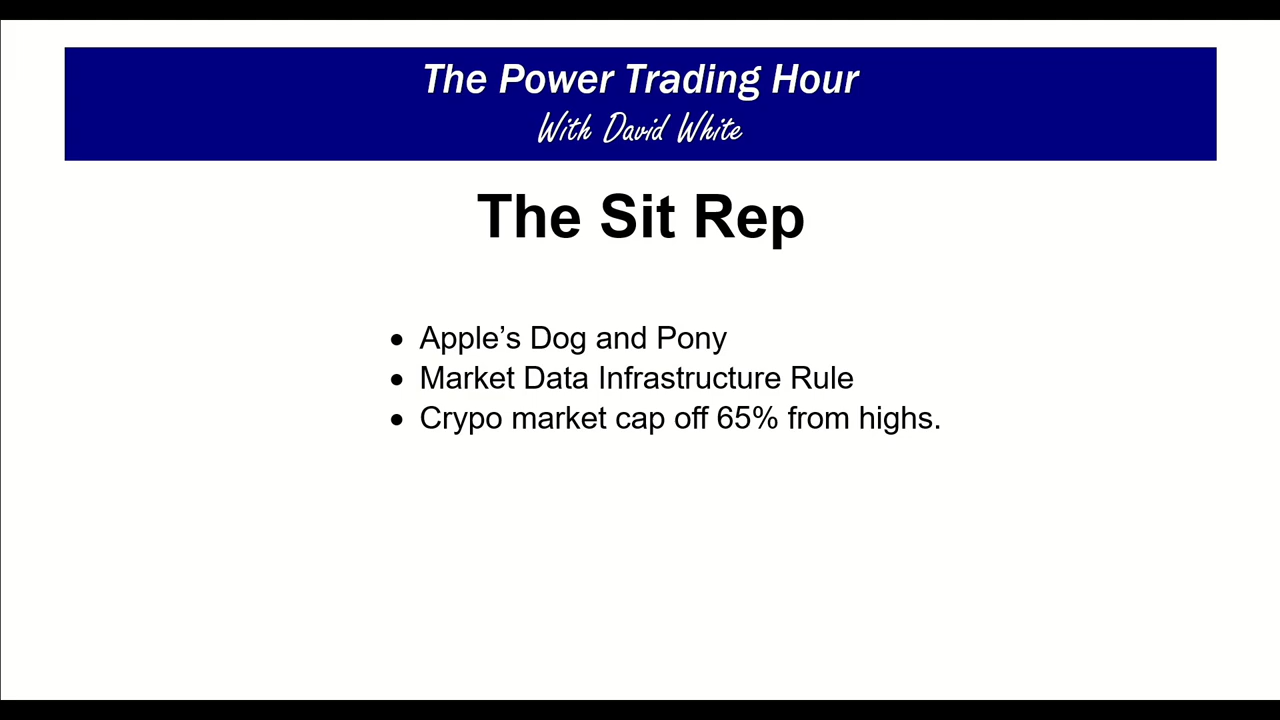 The Power Trading Hour
With David White
The Sit Rep
• Apple’s Dog and Pony
• Market Data Infrastructure Rule
• Crypo market cap off 65% from highs.